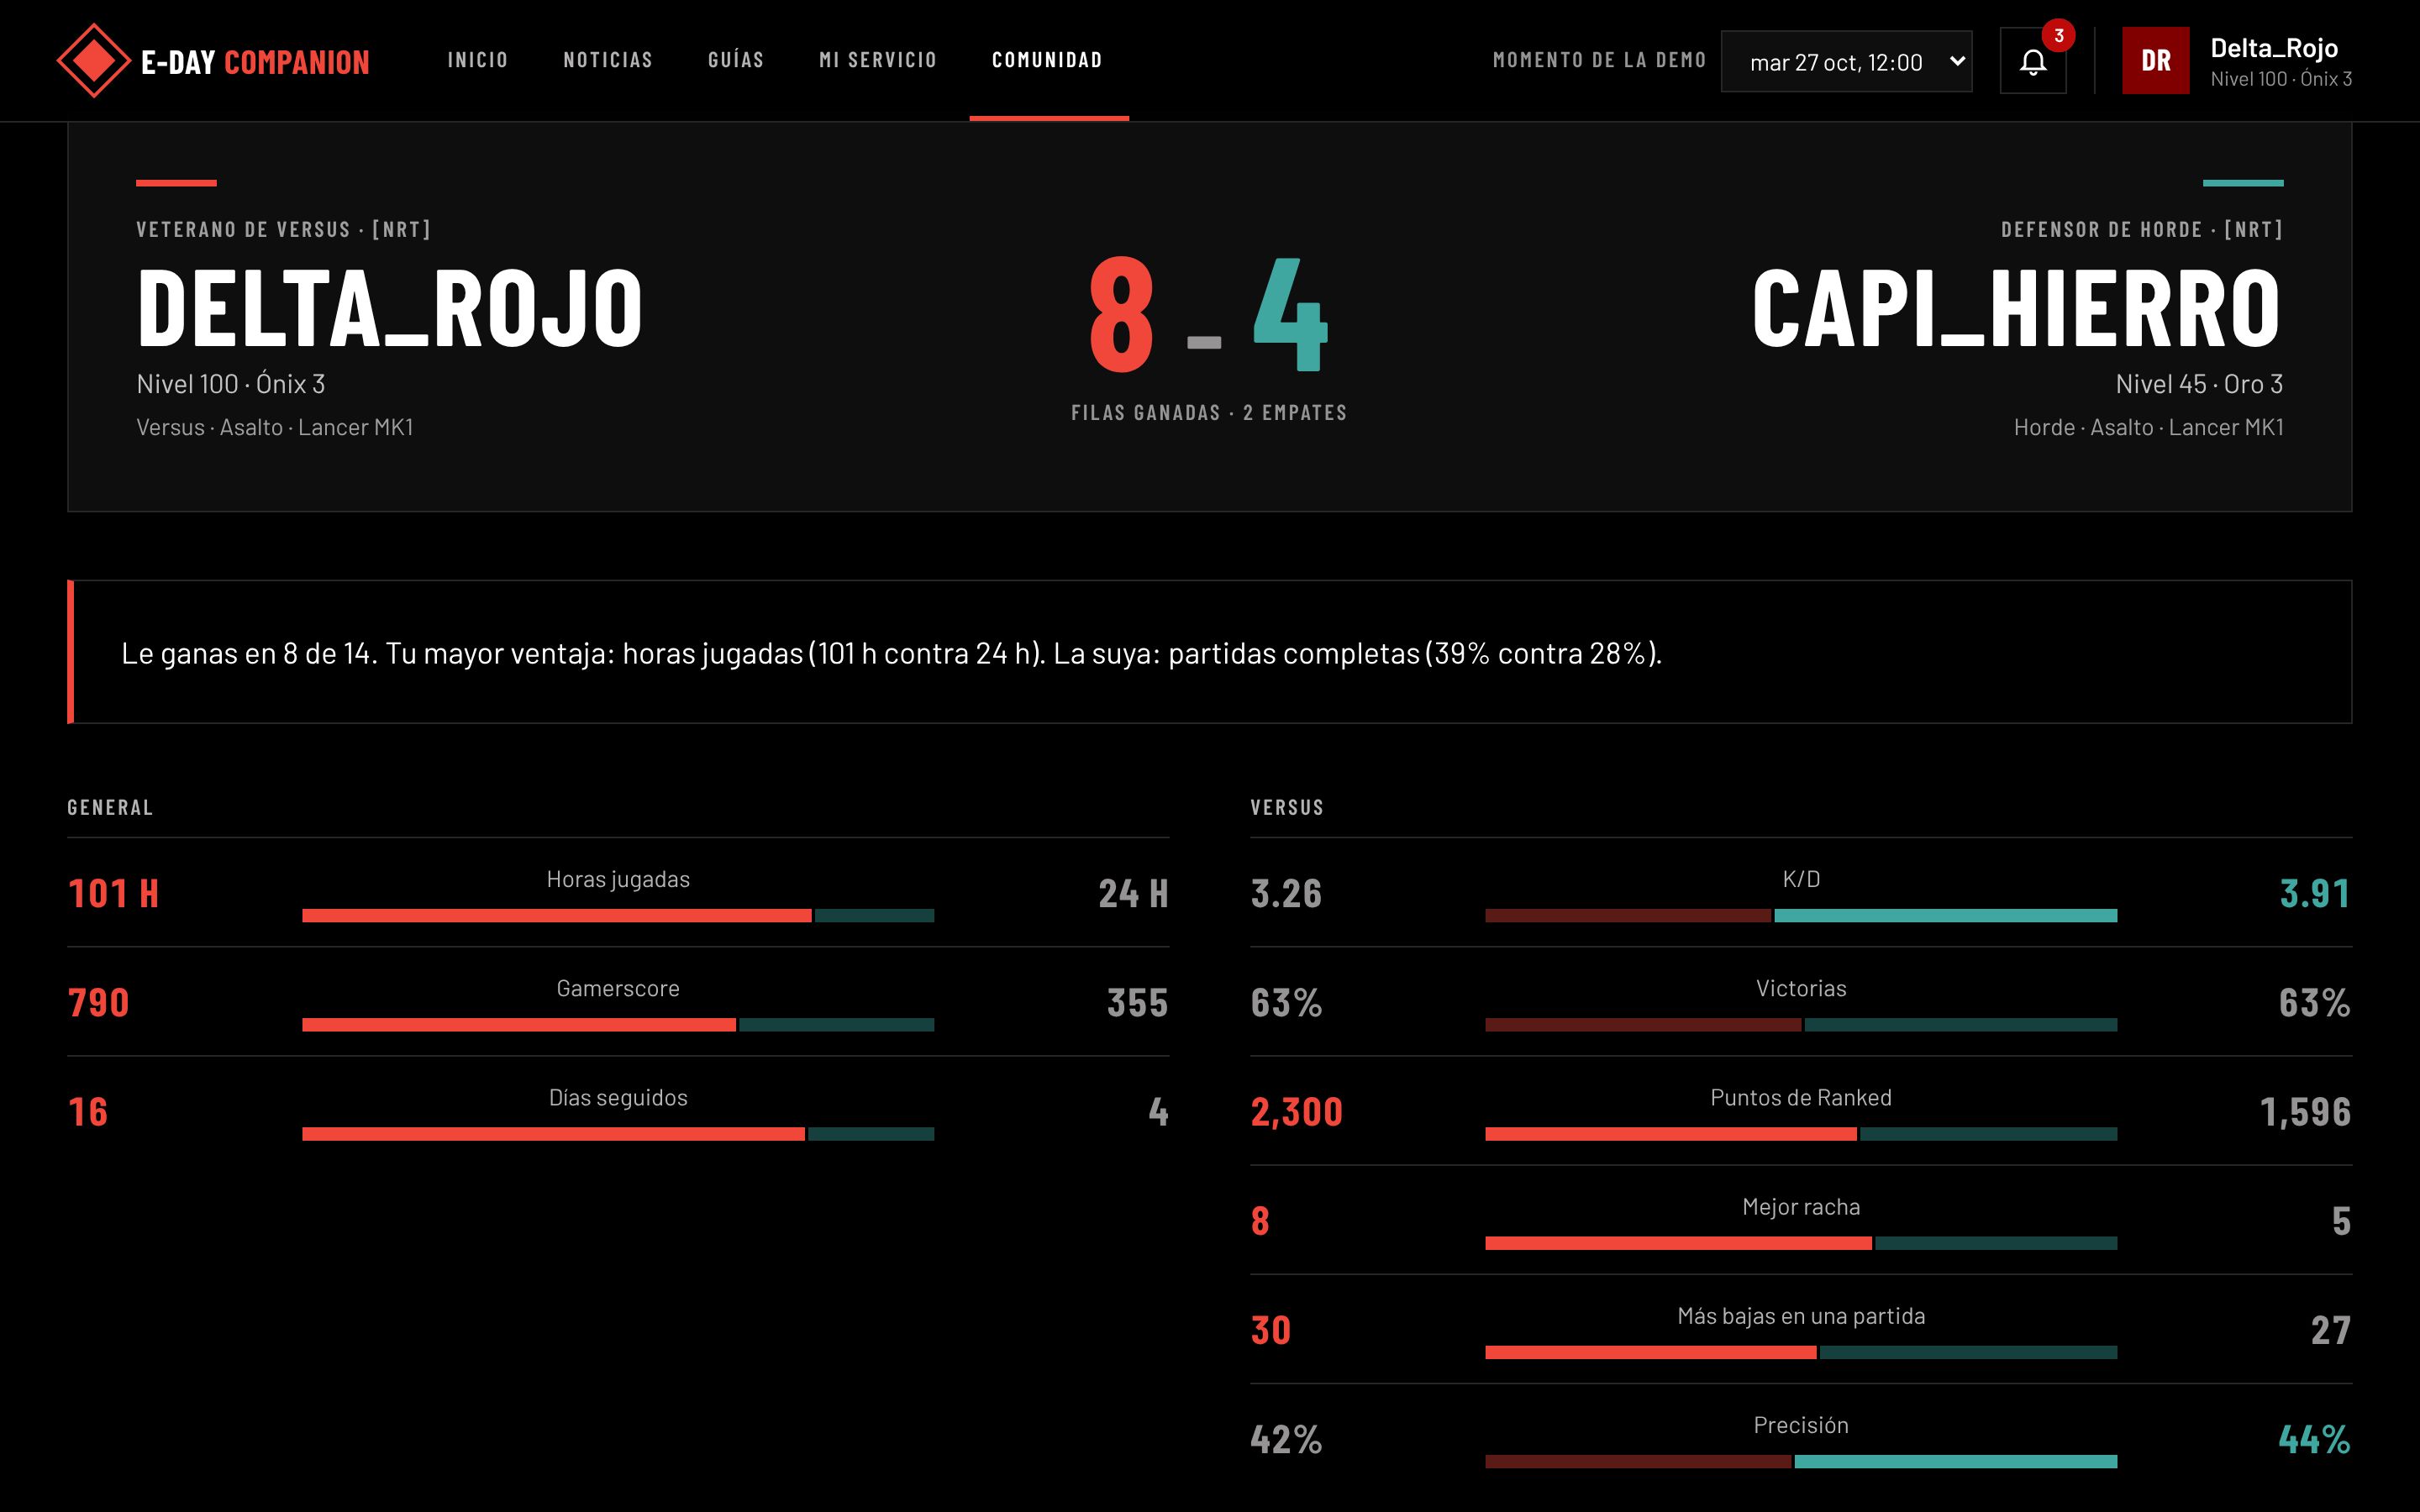 E-DAY COMPANION
INICIO
NOTICIAS
GUÍAS
MI SERVICIO
COMUNIDAD
MOMENTO DE LA DEMO
mar 27 oct, 12:00
3
DR
Delta_Rojo
Nivel 100 · Ónix 3
VETERANO DE VERSUS · [NRT]
DELTA_ROJO
Nivel 100 · Ónix 3
Versus · Asalto · Lancer MK1
8 - 4
FILAS GANADAS · 2 EMPATES
DEFENSOR DE HORDE · [NRT]
CAPI_HIERRO
Nivel 45 · Oro 3
Horde · Asalto · Lancer MK1
Le ganas en 8 de 14. Tu mayor ventaja: horas jugadas (101 h contra 24 h). La suya: partidas completas (39% contra 28%).
GENERAL
101 H Horas jugadas 24 H
790 Gamerscore 355
16 Días seguidos 4
VERSUS
3.26 K/D 3.91
63% Victorias 63%
2,300 Puntos de Ranked 1,596
8 Mejor racha 5
30 Más bajas en una partida 27
42% Precisión 44%